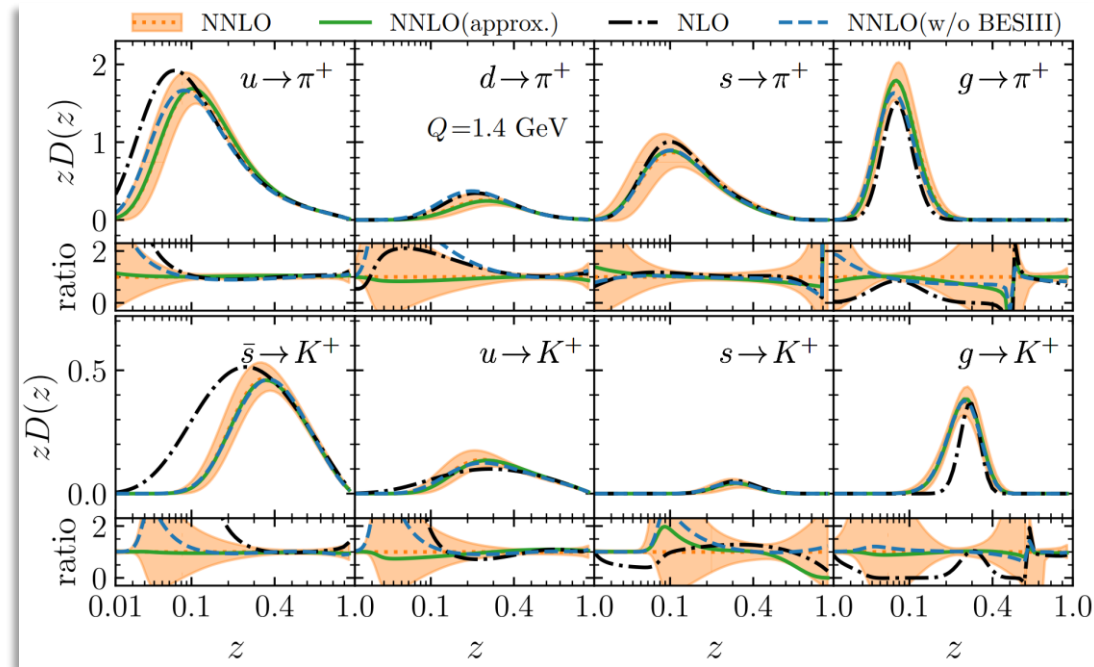 NNLO NNLO(approx.) NLO NNLO(w/o BESIII)
zD(z)
2
1
0
u→π⁺
d→π⁺
Q=1.4 GeV
s→π⁺
g→π⁺
ratio
2
0
zD(z)
0.5
0.0
s̄→K⁺
u→K⁺
s→K⁺
g→K⁺
ratio
2
1
0
0.01 0.1 0.4 1.0 0.1 0.4 1.0 0.1 0.4 1.0 0.1 0.4 1.0
z z z z